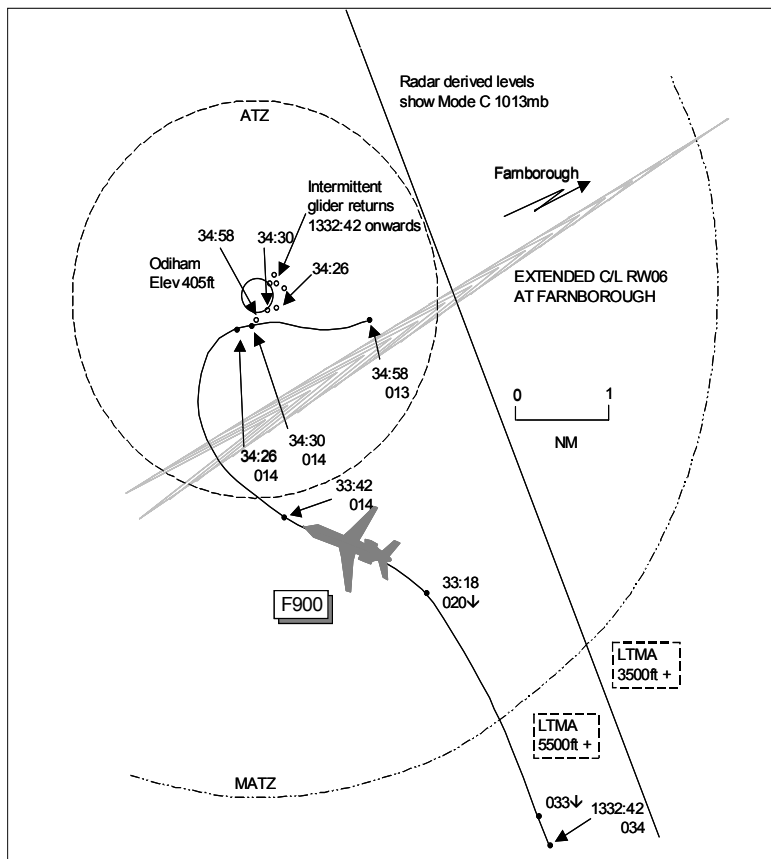 Radar derived levels
show Mode C 1013mb
ATZ
Farnborough
Intermittent
glider returns
1332:42 onwards
34:58
34:30
34:26
Odiham
Elev 405ft
EXTENDED C/L RW06
AT FARNBOROUGH
34:58
013
0 1
NM
34:30
014
34:26
014
33:42
014
33:18
020↓
F900
LTMA
3500ft +
LTMA
5500ft +
MATZ
033↓
1332:42
034